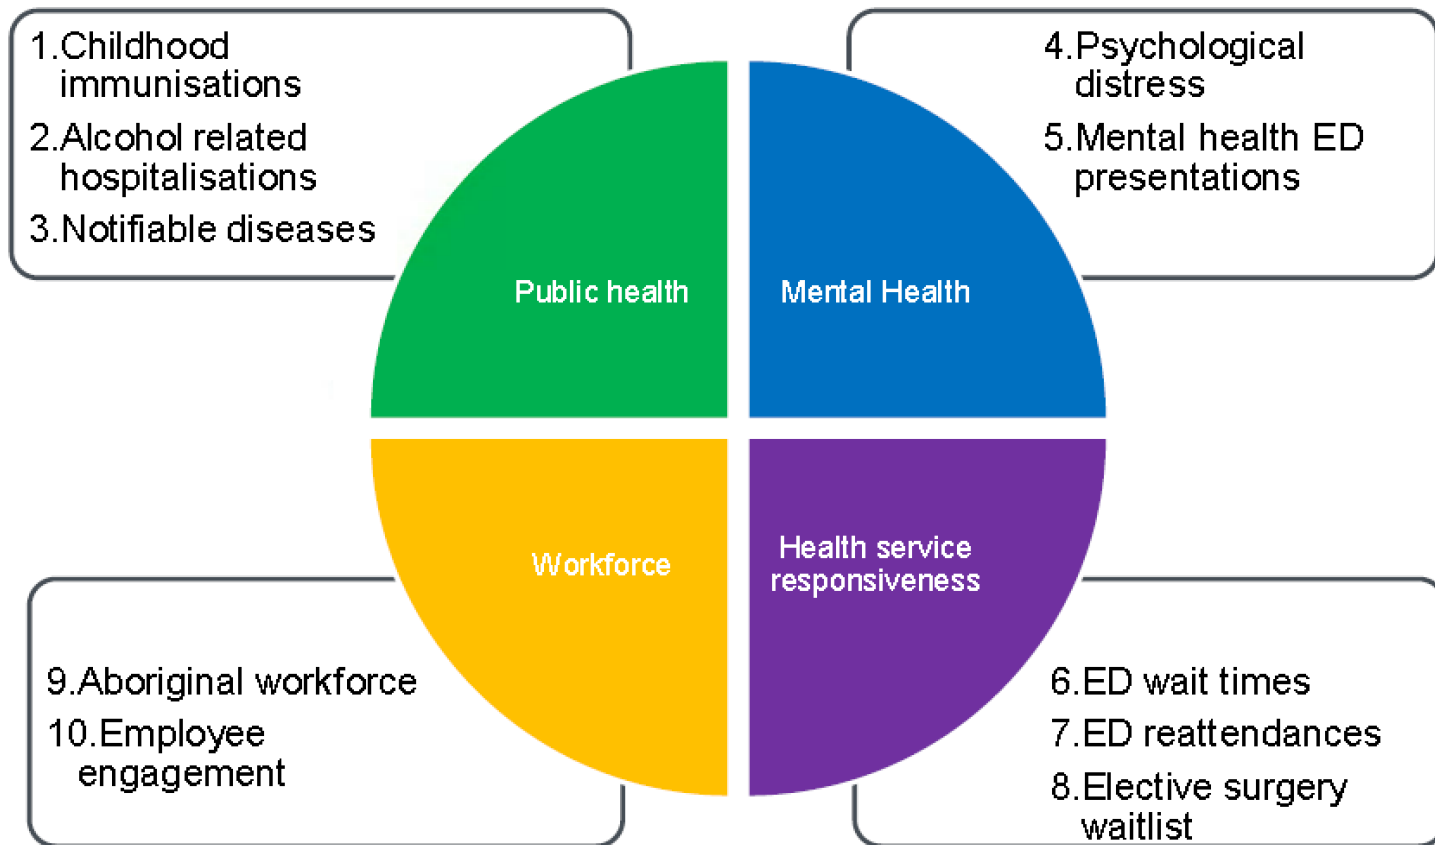 1.Childhood
immunisations
2.Alcohol related
hospitalisations
3.Notifiable diseases
4.Psychological
distress
5.Mental health ED
presentations
Public health
Mental Health
Workforce
Health service
responsiveness
9.Aboriginal workforce
10.Employee
engagement
6.ED wait times
7.ED reattendances
8.Elective surgery
waitlist